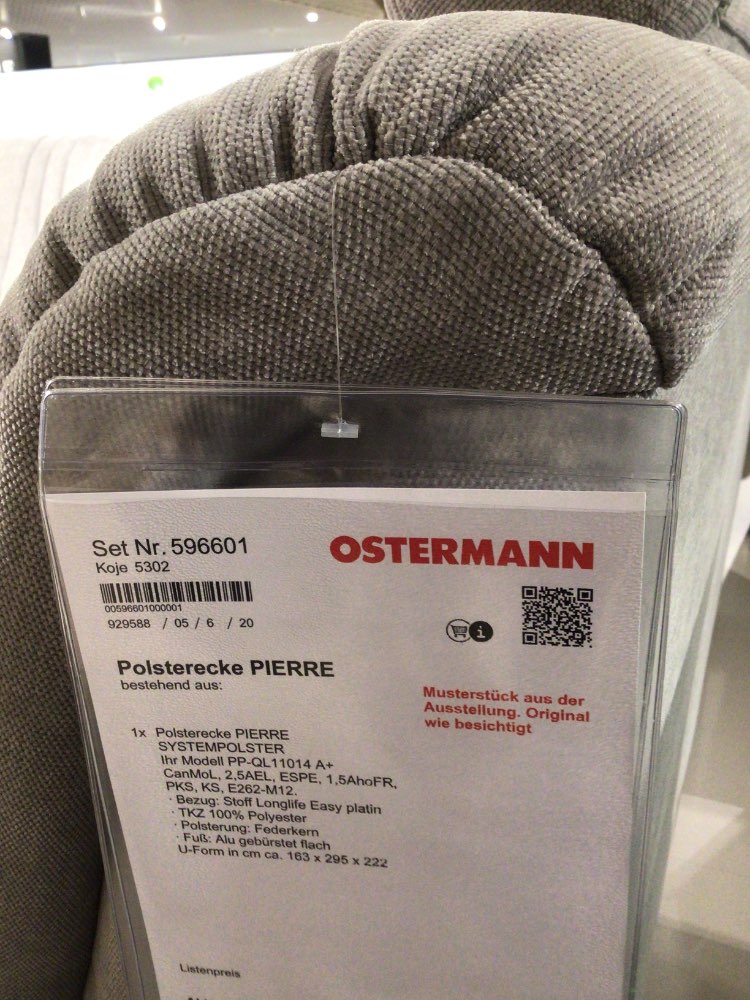 Set Nr. 596601
Koje 5302
OSTERMANN
00596601000001
929588 / 05 / 6 / 20
i
Polsterecke PIERRE
bestehend aus:
Musterstück aus der
Ausstellung. Original
wie besichtigt
1x Polsterecke PIERRE
SYSTEMPOLSTER
Ihr Modell PP-QL11014 A+
CanMoL, 2,5AEL, ESPE, 1,5AhoFR,
PKS, KS, E262-M12.
· Bezug: Stoff Longlife Easy platin
· TKZ 100% Polyester
· Polsterung: Federkern
· Fuß: Alu gebürstet flach
U-Form in cm ca. 163 x 295 x 222
Listenpreis